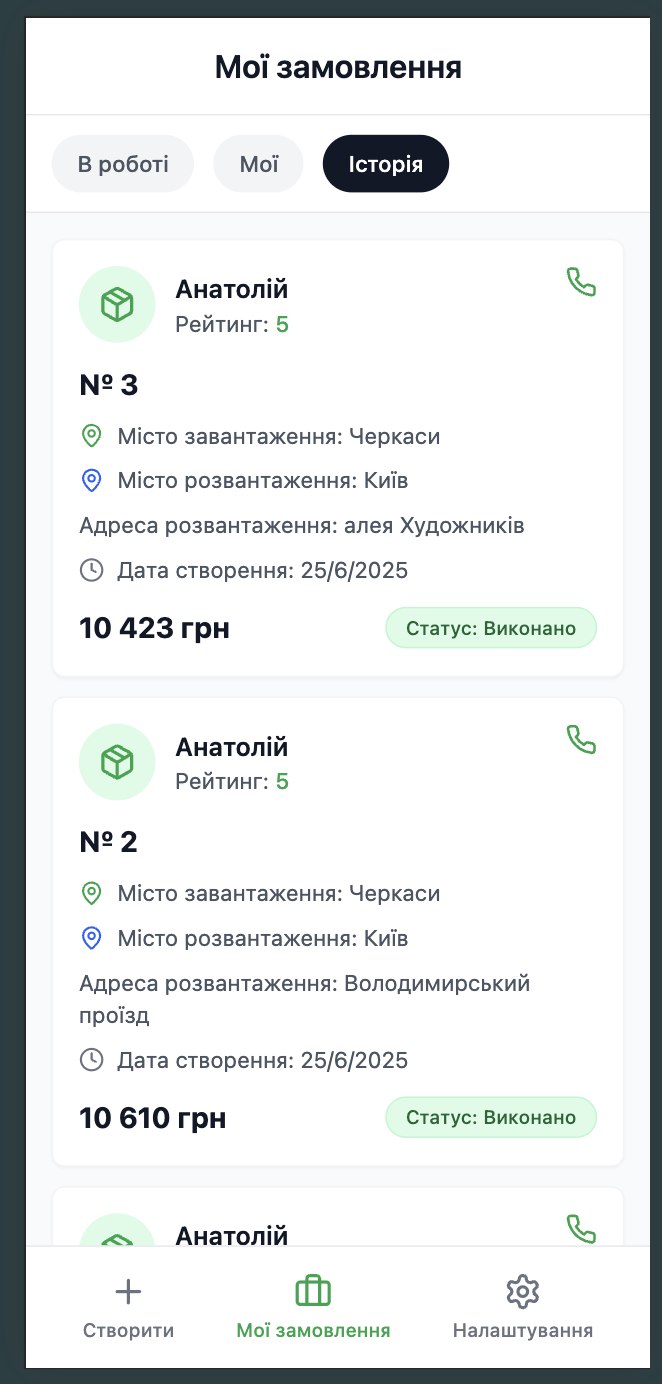 Мої замовлення
В роботі
Мої
Історія
Анатолій
Рейтинг: 5
№ 3
Місто завантаження: Черкаси
Місто розвантаження: Київ
Адреса розвантаження: алея Художників
Дата створення: 25/6/2025
10 423 грн
Статус: Виконано
Анатолій
Рейтинг: 5
№ 2
Місто завантаження: Черкаси
Місто розвантаження: Київ
Адреса розвантаження: Володимирський
проїзд
Дата створення: 25/6/2025
10 610 грн
Статус: Виконано
Анатолій
Створити
Мої замовлення
Налаштування